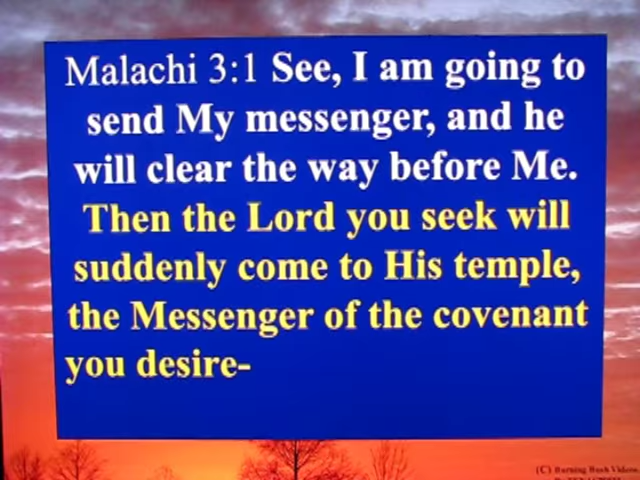 Malachi 3:1 See, I am going to
send My messenger, and he
will clear the way before Me.
Then the Lord you seek will
suddenly come to His temple,
the Messenger of the covenant
you desire-
(C) Burning Bush Videos.